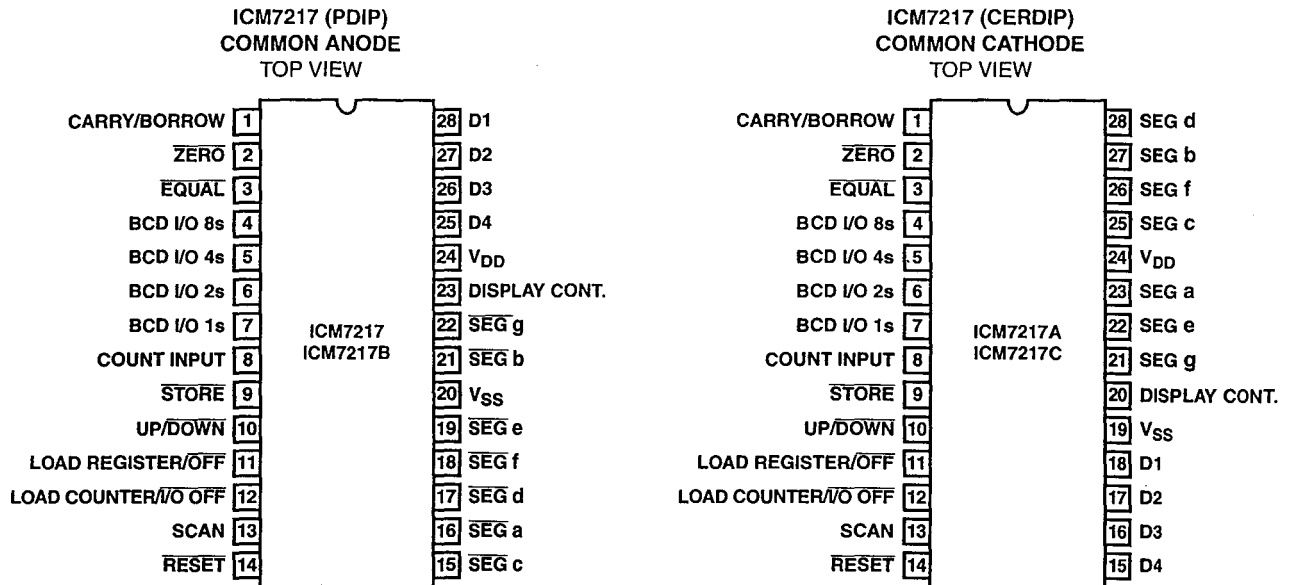 ICM7217 (PDIP)
COMMON ANODE
TOP VIEW
CARRY/BORROW 1
ZERO 2
EQUAL 3
BCD I/O 8s 4
BCD I/O 4s 5
BCD I/O 2s 6
BCD I/O 1s 7
COUNT INPUT 8
STORE 9
UP/DOWN 10
LOAD REGISTER/OFF 11
LOAD COUNTER/I/O OFF 12
SCAN 13
RESET 14
ICM7217
ICM7217B
28 D1
27 D2
26 D3
25 D4
24 VDD
23 DISPLAY CONT.
22 SEG g
21 SEG b
20 VSS
19 SEG e
18 SEG f
17 SEG d
16 SEG a
15 SEG c
ICM7217 (CERDIP)
COMMON CATHODE
TOP VIEW
CARRY/BORROW 1
ZERO 2
EQUAL 3
BCD I/O 8s 4
BCD I/O 4s 5
BCD I/O 2s 6
BCD I/O 1s 7
COUNT INPUT 8
STORE 9
UP/DOWN 10
LOAD REGISTER/OFF 11
LOAD COUNTER/I/O OFF 12
SCAN 13
RESET 14
ICM7217A
ICM7217C
28 SEG d
27 SEG b
26 SEG f
25 SEG c
24 VDD
23 SEG a
22 SEG e
21 SEG g
20 DISPLAY CONT.
19 VSS
18 D1
17 D2
16 D3
15 D4